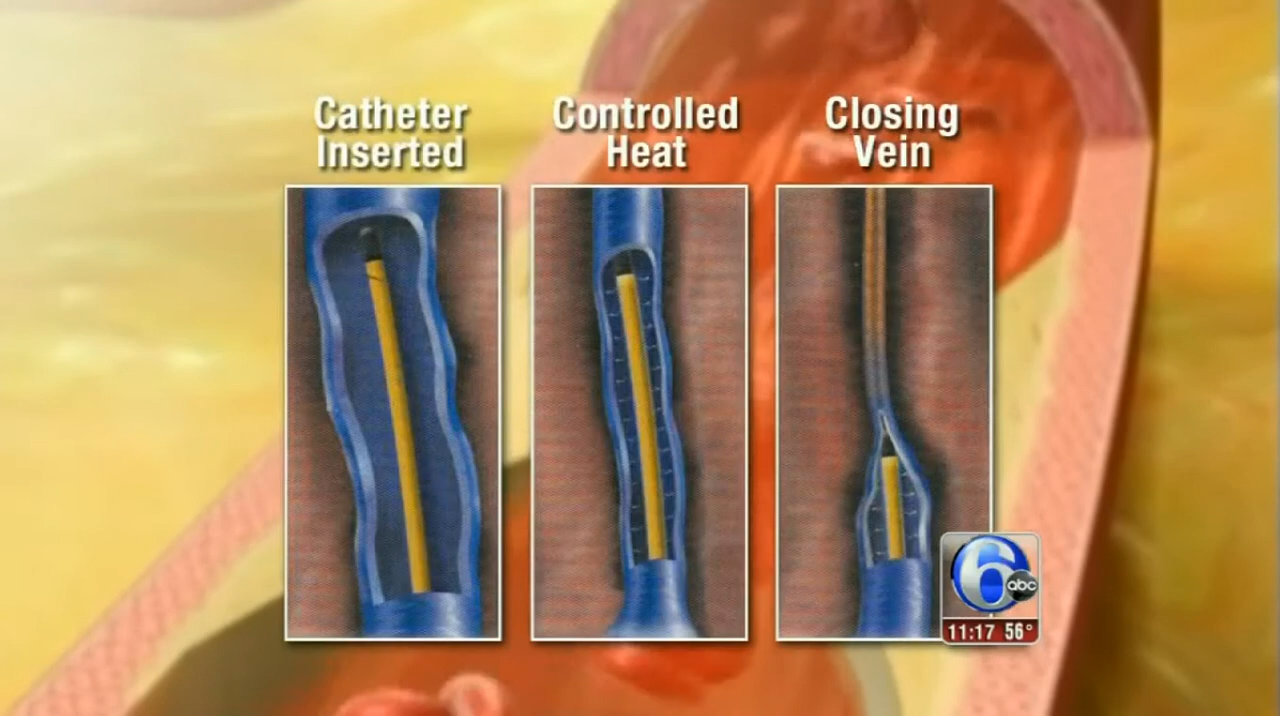 Catheter
Inserted
Controlled
Heat
Closing
Vein
6
abc
11:17 56°